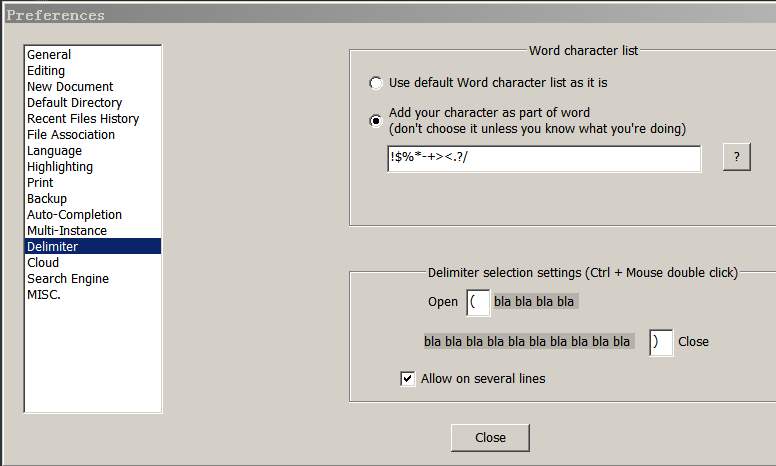 Preferences
General
Editing
New Document
Default Directory
Recent Files History
File Association
Language
Highlighting
Print
Backup
Auto-Completion
Multi-Instance
Delimiter
Cloud
Search Engine
MISC.
Word character list
Use default Word character list as it is
Add your character as part of word
(don't choose it unless you know what you're doing)
!$%*-+><.?/
?
Delimiter selection settings (Ctrl + Mouse double click)
Open ( bla bla bla bla
bla bla bla bla bla bla bla bla bla bla ) Close
Allow on several lines
Close